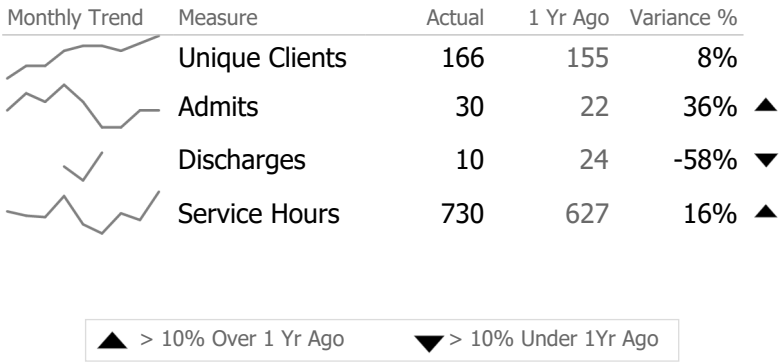 Monthly Trend Measure Actual 1 Yr Ago Variance %
Unique Clients 166 155 8%
Admits 30 22 36% ▲
Discharges 10 24 -58% ▼
Service Hours 730 627 16% ▲
▲ > 10% Over 1 Yr Ago ▼ > 10% Under 1Yr Ago